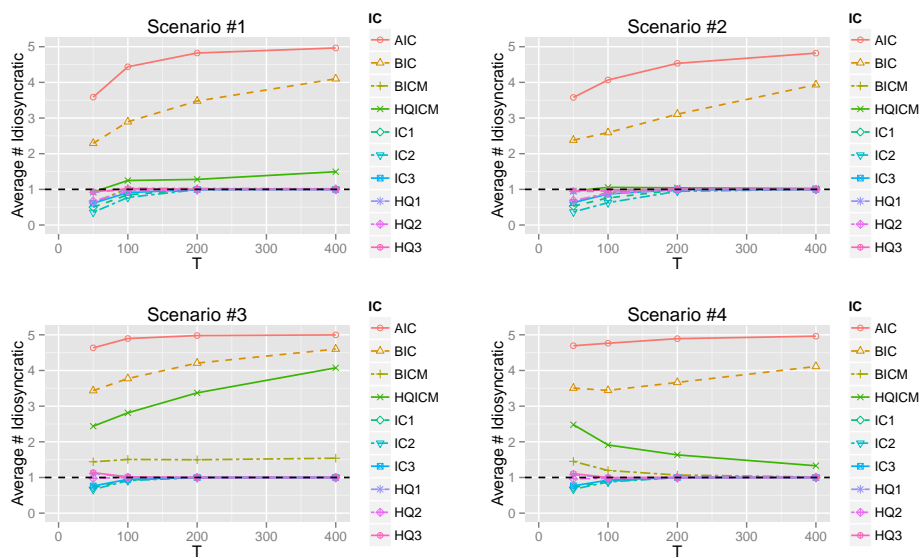 Scenario #1
Average # Idiosyncratic
5
4
3
2
1
0
0 100 200 300 400
T
IC
AIC
BIC
BICM
HQICM
IC1
IC2
IC3
HQ1
HQ2
HQ3
Scenario #2
Average # Idiosyncratic
5
4
3
2
1
0
0 100 200 300 400
T
IC
AIC
BIC
BICM
HQICM
IC1
IC2
IC3
HQ1
HQ2
HQ3
Scenario #3
Average # Idiosyncratic
5
4
3
2
1
0
0 100 200 300 400
T
IC
AIC
BIC
BICM
HQICM
IC1
IC2
IC3
HQ1
HQ2
HQ3
Scenario #4
Average # Idiosyncratic
5
4
3
2
1
0
0 100 200 300 400
T
IC
AIC
BIC
BICM
HQICM
IC1
IC2
IC3
HQ1
HQ2
HQ3